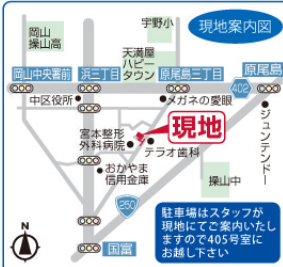 現地案内図
岡山
操山高
宇野小
天満屋
ハピー
タウン
岡山中央署前
浜三丁目
原尾島三丁目
原尾島
402
中区役所
メガネの愛眼
現地
宮本整形
外科病院
テラオ歯科
ジュンテンドー
おかやま
信用金庫
操山中
250
国富
N
駐車場はスタッフが
現地にてご案内いたし
ますので405号室に
お越し下さい